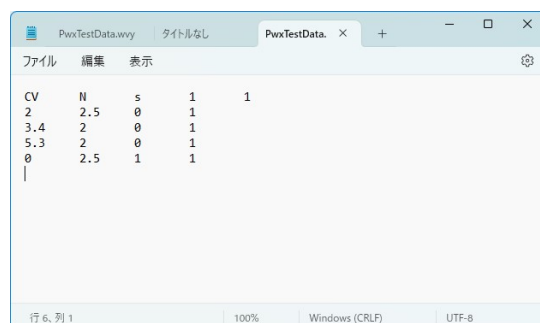 PwxTestData.wvy タイトルなし PwxTestData. × +
ファイル 編集 表示
CV N s 1 1
2 2.5 0 1
3.4 2 0 1
5.3 2 0 1
0 2.5 1 1
行 6、列 1 100% Windows (CRLF) UTF-8